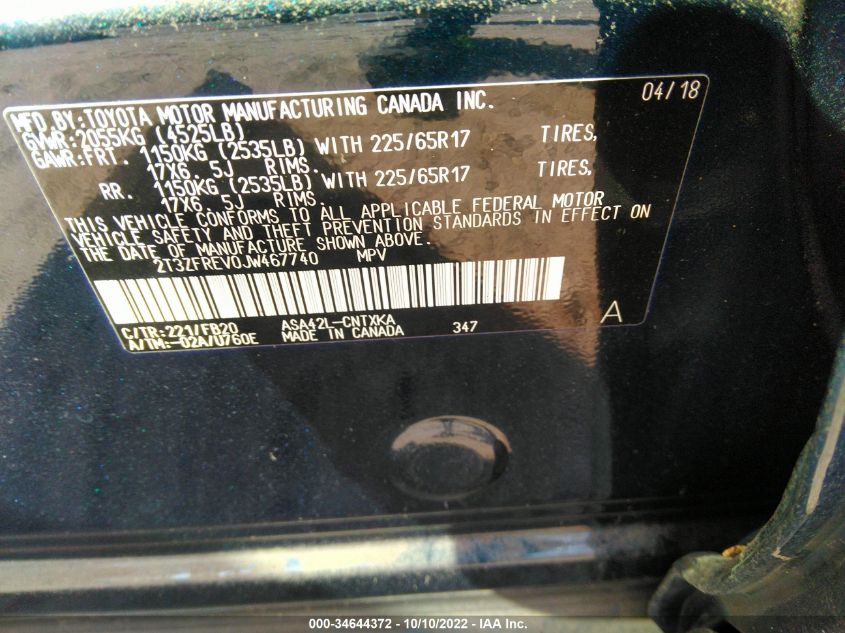 MFD. BY:TOYOTA MOTOR MANUFACTURING CANADA INC. 04/18
GVWR:2055KG (4525LB)
GAWR:FRT. 1150KG (2535LB) WITH 225/65R17 TIRES,
17X6. 5J RIMS.
RR. 1150KG (2535LB) WITH 225/65R17 TIRES,
17X6. 5J RIMS.
THIS VEHICLE CONFORMS TO ALL APPLICABLE FEDERAL MOTOR
VEHICLE SAFETY AND THEFT PREVENTION STANDARDS IN EFFECT ON
THE DATE OF MANUFACTURE SHOWN ABOVE.
2T3ZFREV0JW467740 MPV
C/TR:221/FB20 ASA42L-CNTXKA A
A/TM:-02A/U760E MADE IN CANADA 347
000-34644372 - 10/10/2022 - IAA Inc.